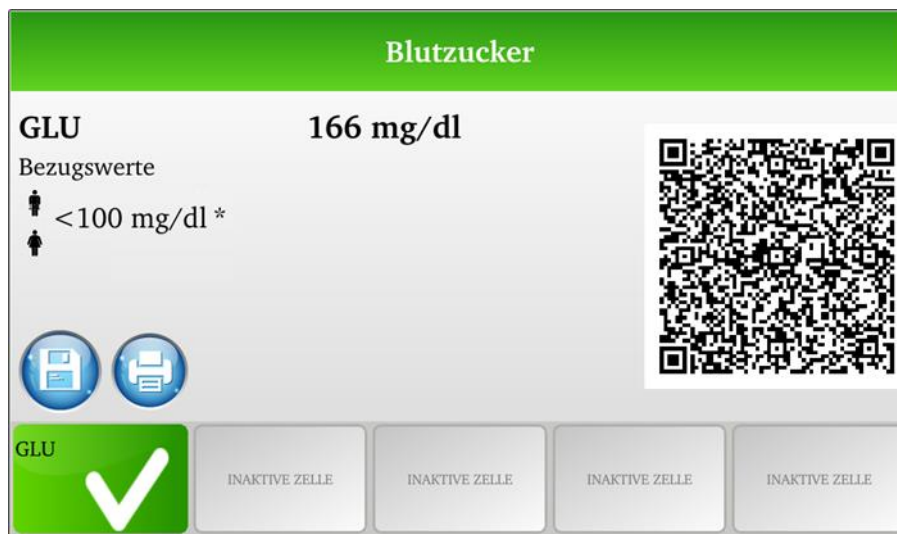 Blutzucker
GLU 166 mg/dl
Bezugswerte
<100 mg/dl *
GLU
INAKTIVE ZELLE INAKTIVE ZELLE INAKTIVE ZELLE INAKTIVE ZELLE